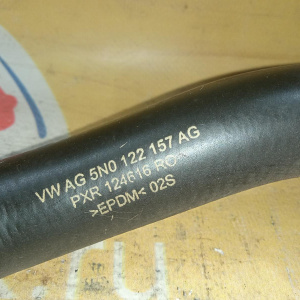 VW AG 5N0 122 157 AG
PXR 124616 RO
>EPDM< 02S